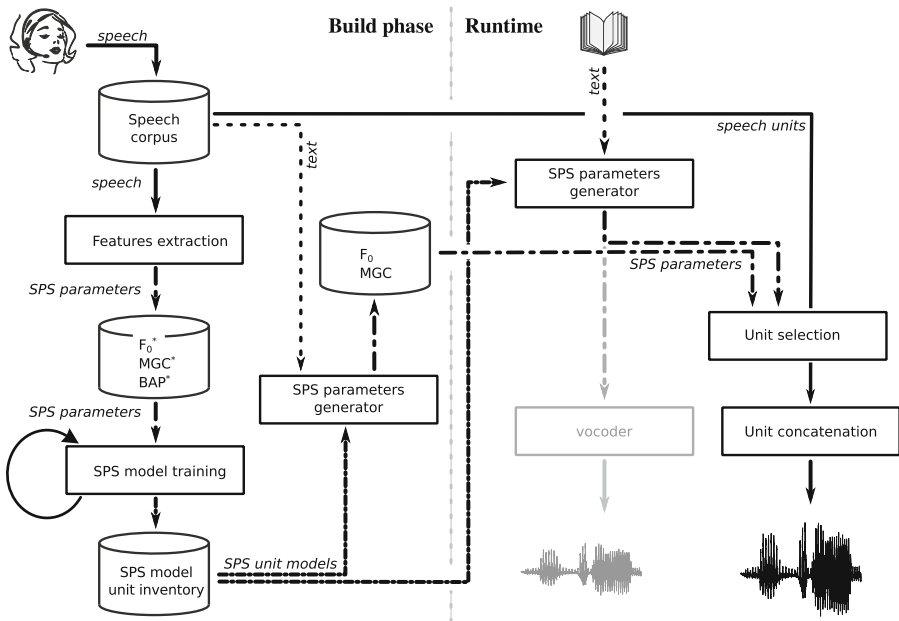 Build phase
Runtime
speech
text
Speech
corpus
speech units
text
speech
SPS parameters
generator
Features extraction
F₀
MGC
SPS parameters
SPS parameters
F₀*
MGC*
BAP*
Unit selection
SPS parameters
SPS parameters
generator
vocoder
Unit concatenation
SPS model training
SPS unit models
SPS model
unit inventory